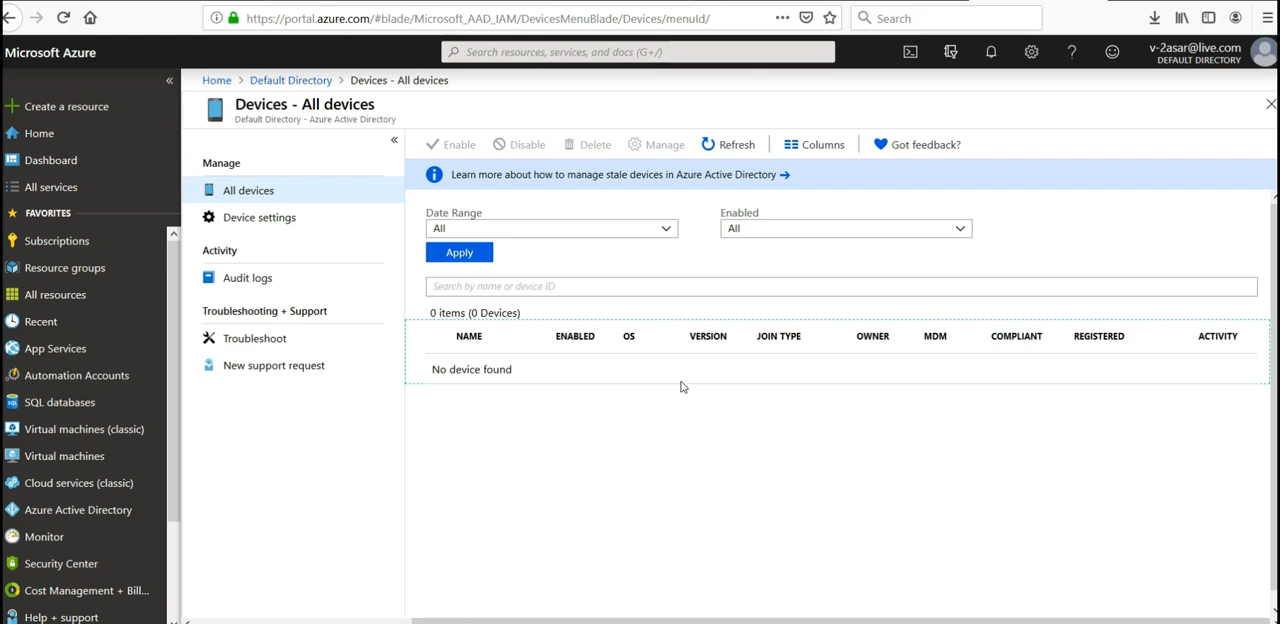 https://portal.azure.com/#blade/Microsoft_AAD_IAM/DevicesMenuBlade/Devices/menuId/
Search
Microsoft Azure
Search resources, services, and docs (G+/)
v-2asar@live.com
DEFAULT DIRECTORY
Home > Default Directory > Devices - All devices
Devices - All devices
Default Directory - Azure Active Directory
Create a resource
Home
Dashboard
All services
FAVORITES
Subscriptions
Resource groups
All resources
Recent
App Services
Automation Accounts
SQL databases
Virtual machines (classic)
Virtual machines
Cloud services (classic)
Azure Active Directory
Monitor
Security Center
Cost Management + Bill...
Help + support
Manage
All devices
Device settings
Activity
Audit logs
Troubleshooting + Support
Troubleshoot
New support request
Enable Disable Delete Manage Refresh Columns Got feedback?
Learn more about how to manage stale devices in Azure Active Directory →
Date Range Enabled
All All
Apply
Search by name or device ID
0 items (0 Devices)
NAME ENABLED OS VERSION JOIN TYPE OWNER MDM COMPLIANT REGISTERED ACTIVITY
No device found